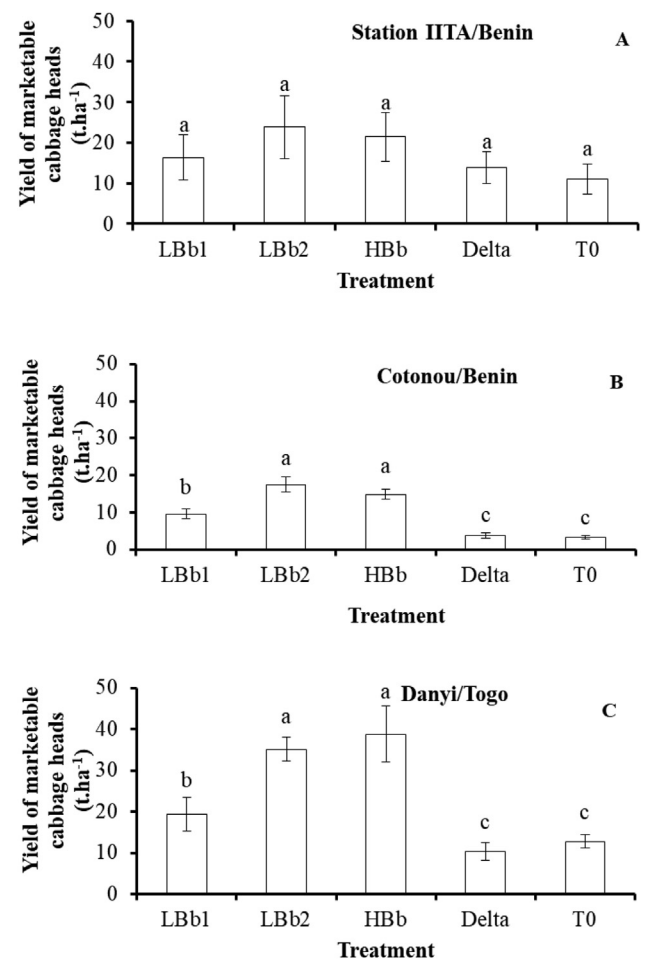 Station IITA/Benin
A
Yield of marketable
cabbage heads
(t.ha⁻¹)
50
40
30
20
10
0
a a a a a
LBb1 LBb2 HBb Delta T0
Treatment
Cotonou/Benin
B
Yield of marketable
cabbage heads
(t.ha⁻¹)
50
40
30
20
10
0
b a a c c
LBb1 LBb2 HBb Delta T0
Treatment
Danyi/Togo
C
Yield of marketable
cabbage heads
(t.ha⁻¹)
50
40
30
20
10
0
b a a c c
LBb1 LBb2 HBb Delta T0
Treatment